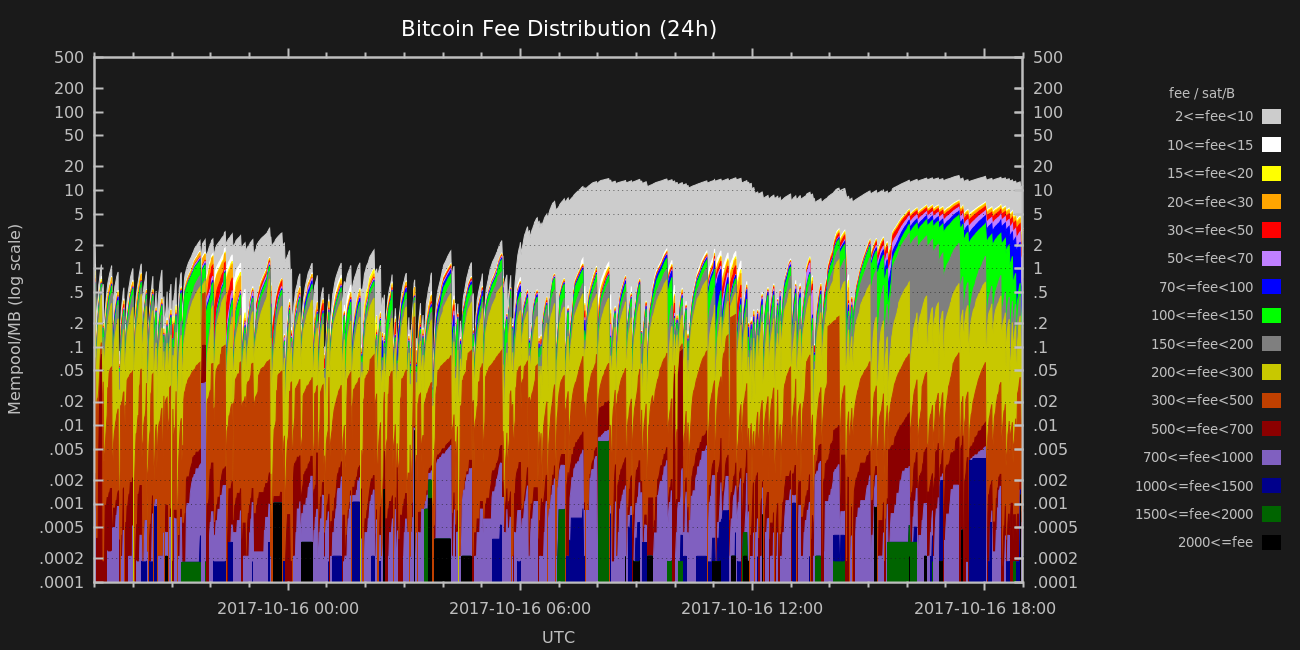 Bitcoin Fee Distribution (24h)
Mempool/MB (log scale)
500
200
100
50
20
10
5
2
1
.5
.2
.1
.05
.02
.01
.005
.002
.001
.0005
.0002
.0001
500
200
100
50
20
10
5
2
1
.5
.2
.1
.05
.02
.01
.005
.002
.001
.0005
.0002
.0001
2017-10-16 00:00
2017-10-16 06:00
2017-10-16 12:00
2017-10-16 18:00
UTC
fee / sat/B
2<=fee<10
10<=fee<15
15<=fee<20
20<=fee<30
30<=fee<50
50<=fee<70
70<=fee<100
100<=fee<150
150<=fee<200
200<=fee<300
300<=fee<500
500<=fee<700
700<=fee<1000
1000<=fee<1500
1500<=fee<2000
2000<=fee